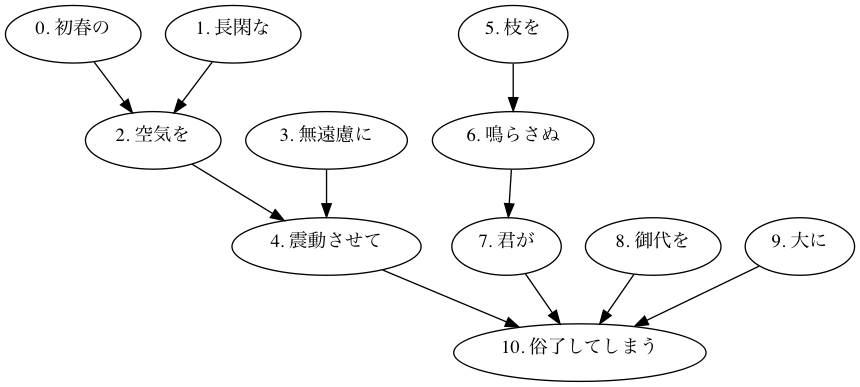 0. 初春の
1. 長閑な
5. 枝を
2. 空気を
3. 無遠慮に
6. 鳴らさぬ
4. 震動させて
7. 君が
8. 御代を
9. 大に
10. 俗了してしまう